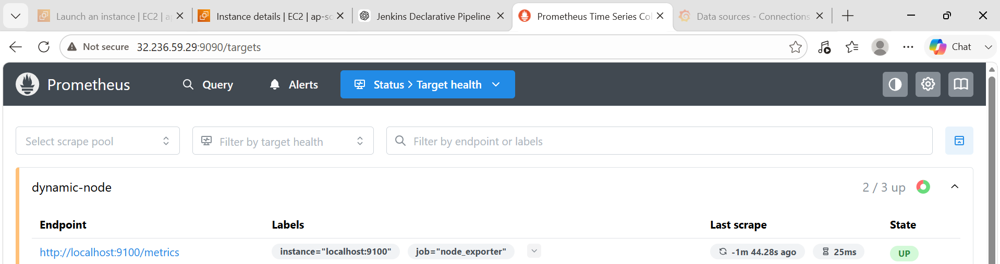 Launch an instance | EC2 | a
Instance details | EC2 | ap-so
Jenkins Declarative Pipeline
Prometheus Time Series Col
Data sources - Connections
Not secure 32.236.59.29:9090/targets
Chat
Prometheus
Query
Alerts
Status > Target health
Select scrape pool
Filter by target health
Filter by endpoint or labels
dynamic-node
2 / 3 up
Endpoint Labels Last scrape State
http://localhost:9100/metrics instance="localhost:9100" job="node_exporter" -1m 44.28s ago 25ms UP